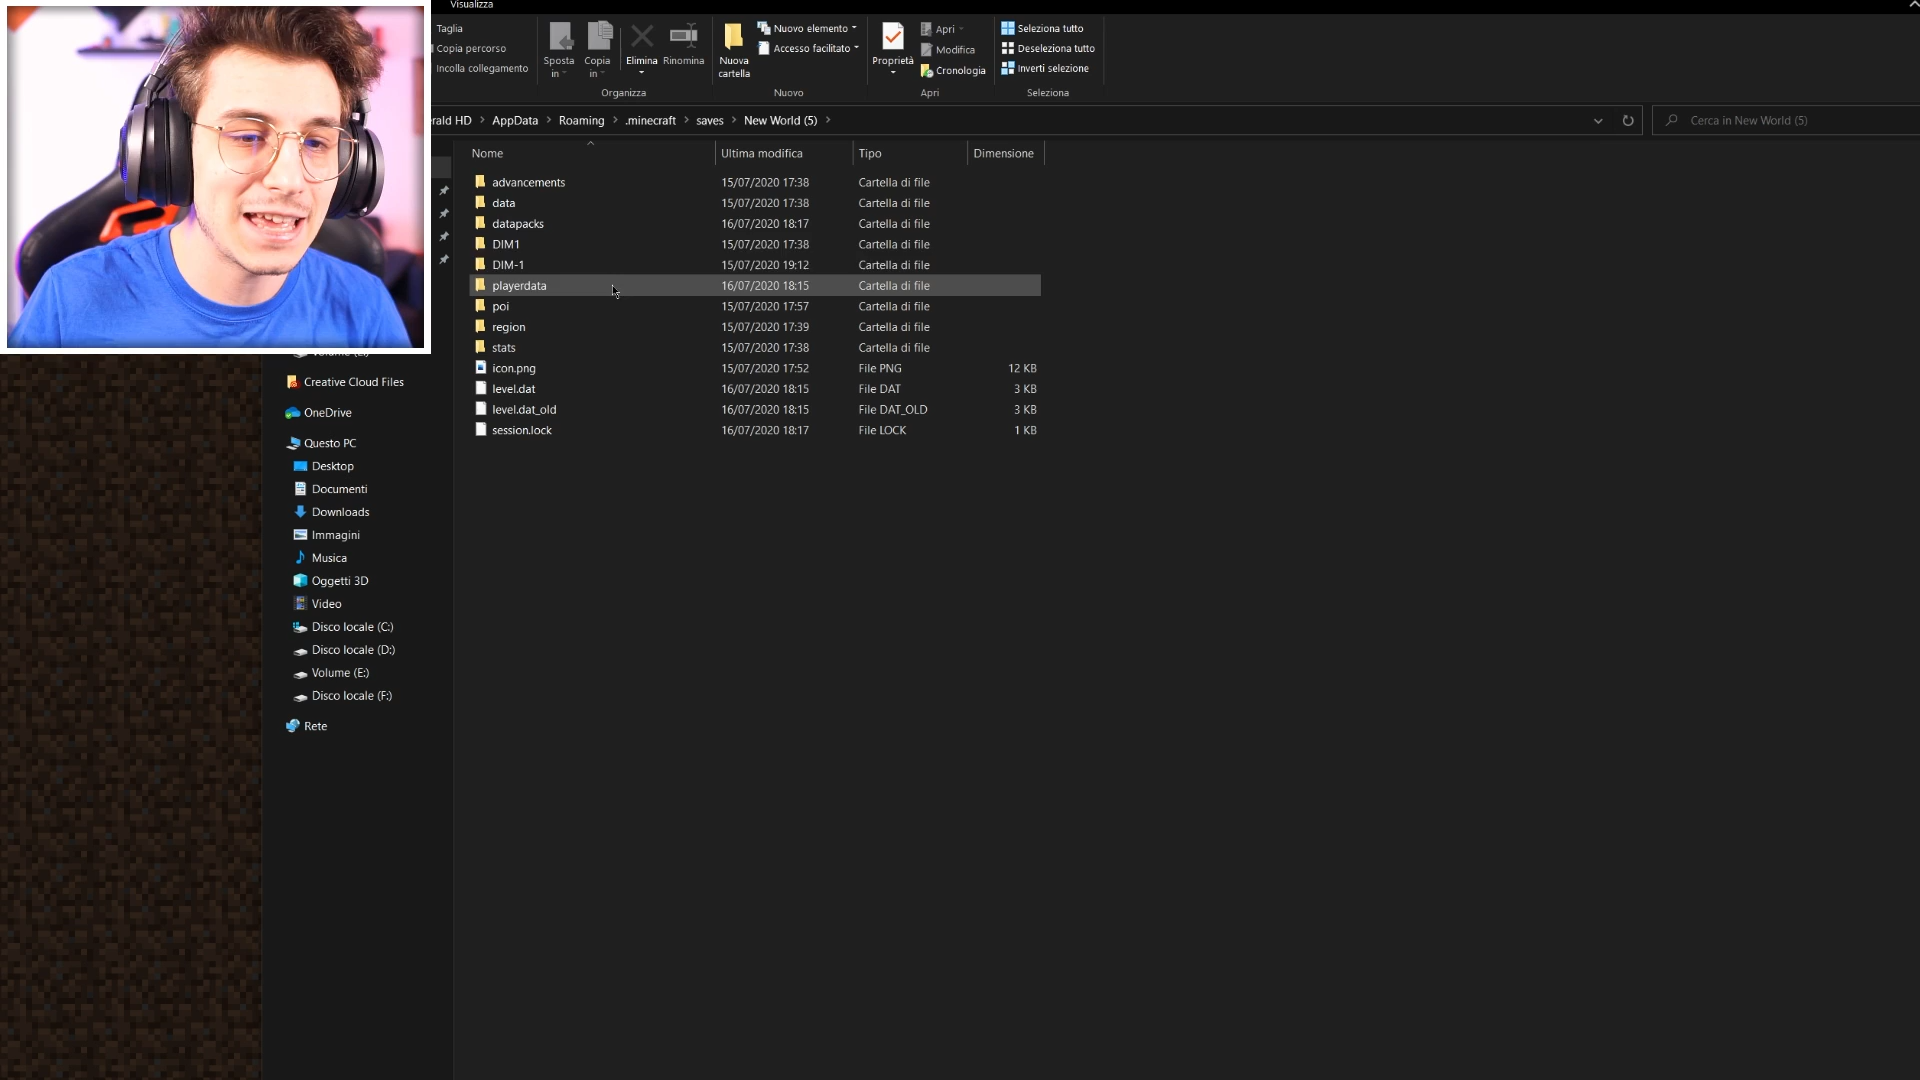 Visualizza
Taglia
Copia percorso
Incolla collegamento
Sposta in
Copia in
Elimina
Rinomina
Organizza
Nuova cartella
Nuovo elemento
Accesso facilitato
Nuovo
Proprietà
Apri
Modifica
Cronologia
Apri
Seleziona tutto
Deseleziona tutto
Inverti selezione
Seleziona
erald HD > AppData > Roaming > .minecraft > saves > New World (5) >
Cerca in New World (5)
Nome Ultima modifica Tipo Dimensione
advancements 15/07/2020 17:38 Cartella di file
data 15/07/2020 17:38 Cartella di file
datapacks 16/07/2020 18:17 Cartella di file
DIM1 15/07/2020 17:38 Cartella di file
DIM-1 15/07/2020 19:12 Cartella di file
playerdata 16/07/2020 18:15 Cartella di file
poi 15/07/2020 17:57 Cartella di file
region 15/07/2020 17:39 Cartella di file
stats 15/07/2020 17:38 Cartella di file
icon.png 15/07/2020 17:52 File PNG 12 KB
level.dat 16/07/2020 18:15 File DAT 3 KB
level.dat_old 16/07/2020 18:15 File DAT_OLD 3 KB
session.lock 16/07/2020 18:17 File LOCK 1 KB
Creative Cloud Files
OneDrive
Questo PC
Desktop
Documenti
Downloads
Immagini
Musica
Oggetti 3D
Video
Disco locale (C:)
Disco locale (D:)
Volume (E:)
Disco locale (F:)
Rete